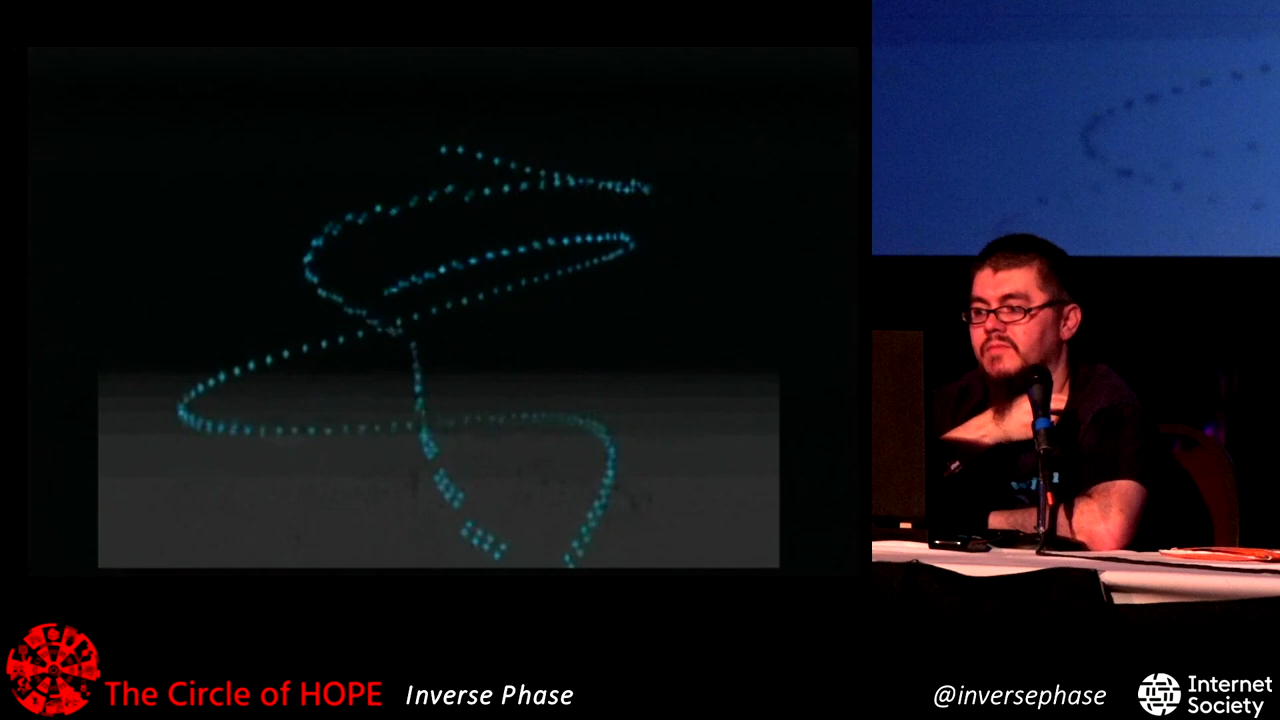 The Circle of HOPE
Inverse Phase
@inversephase
Internet
Society